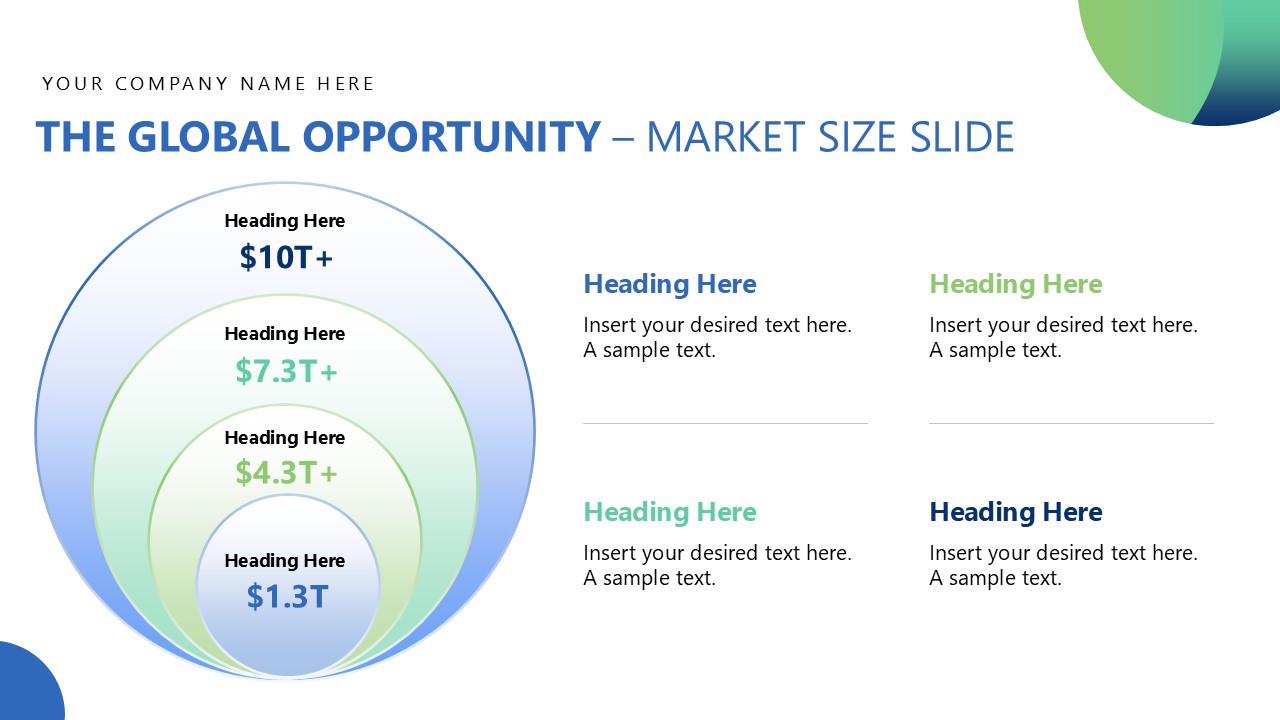 YOUR COMPANY NAME HERE
THE GLOBAL OPPORTUNITY – MARKET SIZE SLIDE
Heading Here
$10T+
Heading Here
$7.3T+
Heading Here
$4.3T+
Heading Here
$1.3T
Heading Here
Insert your desired text here.
A sample text.
Heading Here
Insert your desired text here.
A sample text.
Heading Here
Insert your desired text here.
A sample text.
Heading Here
Insert your desired text here.
A sample text.